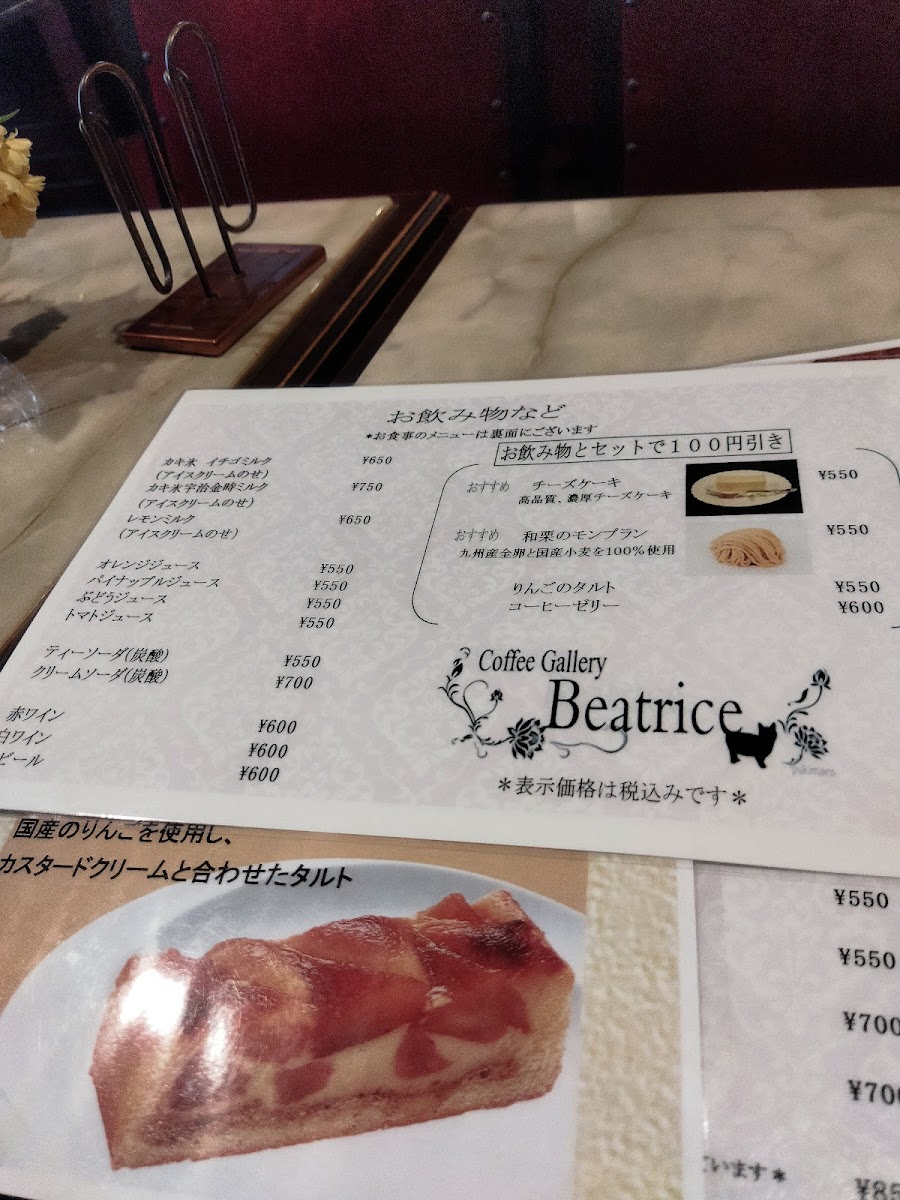 お飲み物など
*お食事のメニューは裏面にございます
カキ氷 イチゴミルク ¥650
(アイスクリームのせ)
カキ氷宇治金時ミルク ¥750
(アイスクリームのせ)
レモンミルク ¥650
(アイスクリームのせ)
オレンジジュース ¥550
パイナップルジュース ¥550
ぶどうジュース ¥550
トマトジュース ¥550
ティーソーダ(炭酸) ¥550
クリームソーダ(炭酸) ¥700
赤ワイン ¥600
白ワイン ¥600
ビール ¥600
お飲み物とセットで100円引き
おすすめ チーズケーキ ¥550
高品質、濃厚チーズケーキ
おすすめ 和栗のモンブラン ¥550
九州産全卵と国産小麦を100%使用
りんごのタルト ¥550
コーヒーゼリー ¥600
Coffee Gallery
Beatrice
*表示価格は税込みです*
国産のりんごを使用し、
カスタードクリームと合わせたタルト
¥550
¥550
¥700
¥700
ています*